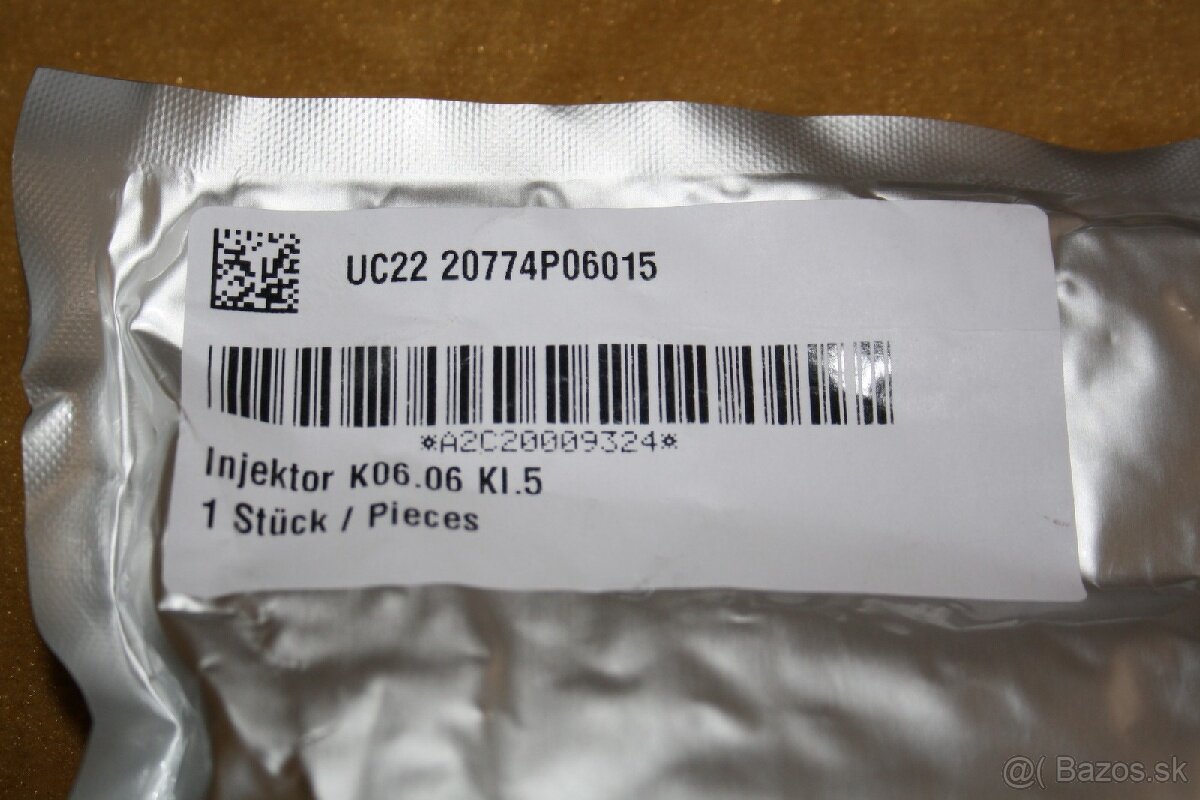 UC22 20774P06015
*A2C20009324*
Injektor K06.06 Kl.5
1 Stück / Pieces
@( Bazos.sk